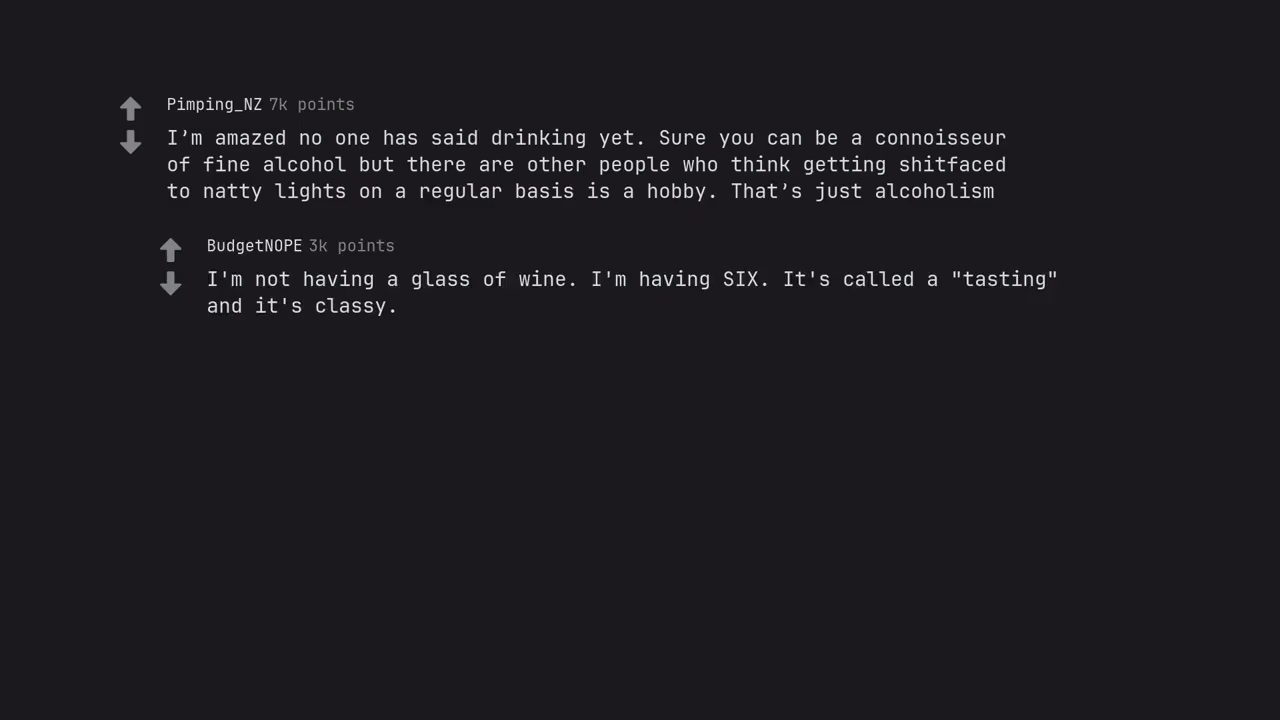 Pimping_NZ 7k points
I’m amazed no one has said drinking yet. Sure you can be a connoisseur
of fine alcohol but there are other people who think getting shitfaced
to natty lights on a regular basis is a hobby. That’s just alcoholism
BudgetNOPE 3k points
I'm not having a glass of wine. I'm having SIX. It's called a "tasting"
and it's classy.